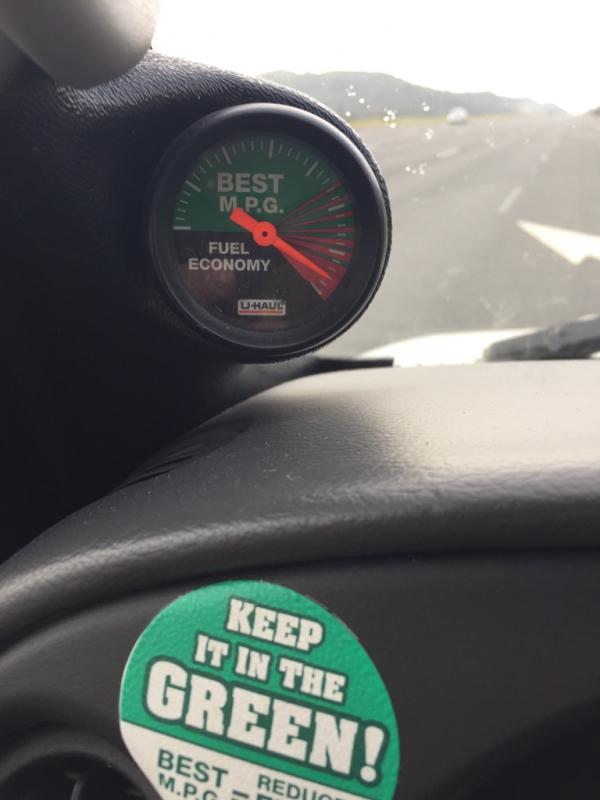 BEST
M.P.G.
FUEL
ECONOMY
U-HAUL
KEEP
IT IN THE
GREEN!
BEST =
M.P.G.